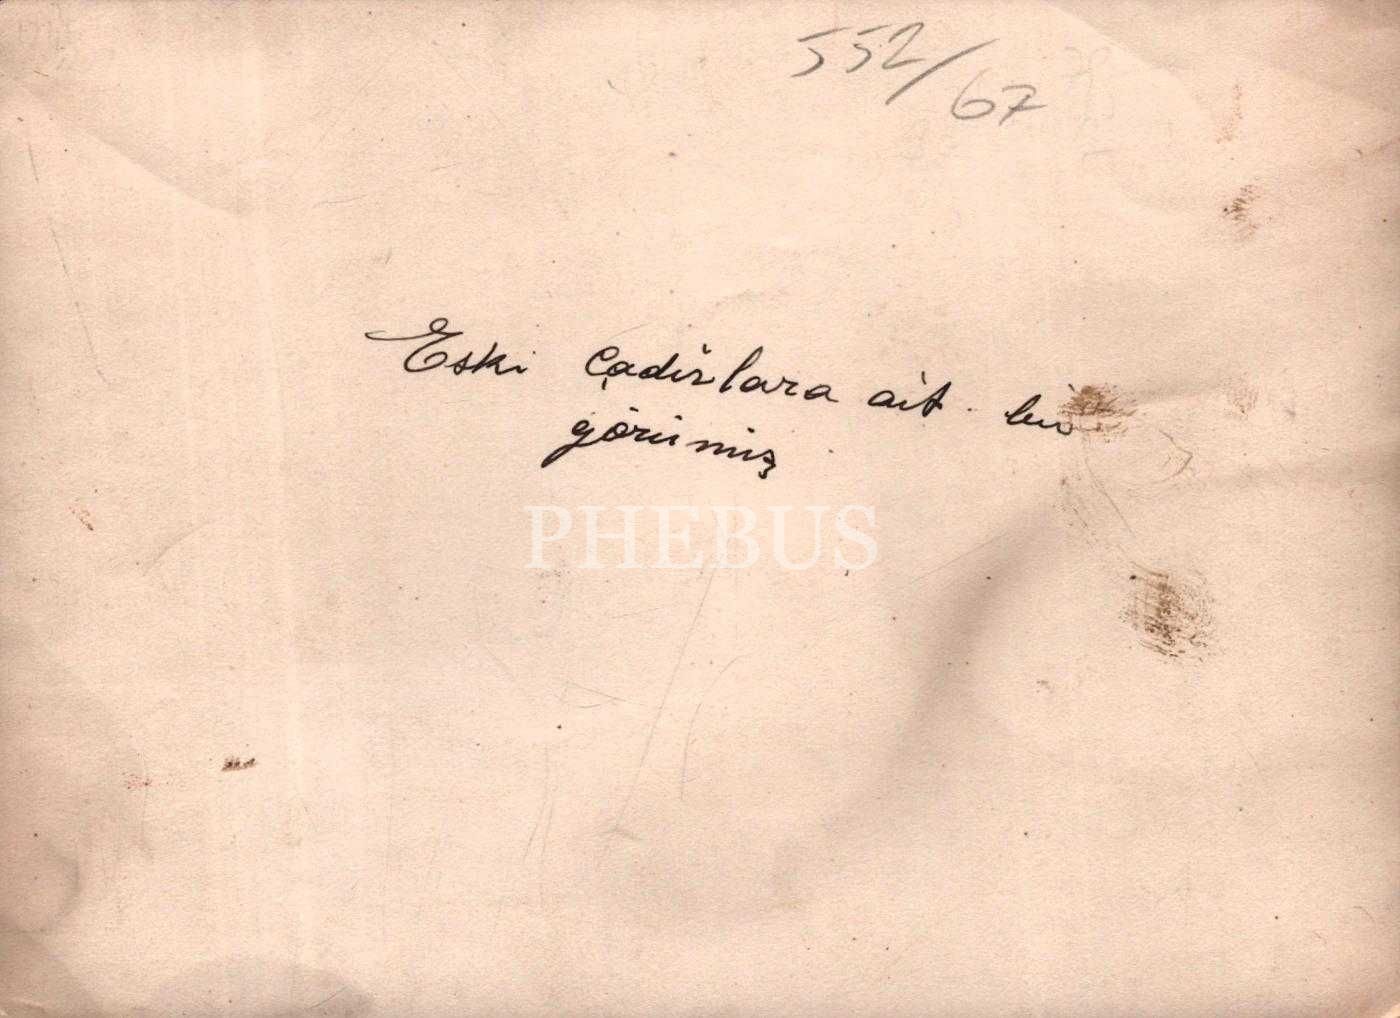 552/67
Eski Çadırlara ait bir
görünüş
PHEBUS